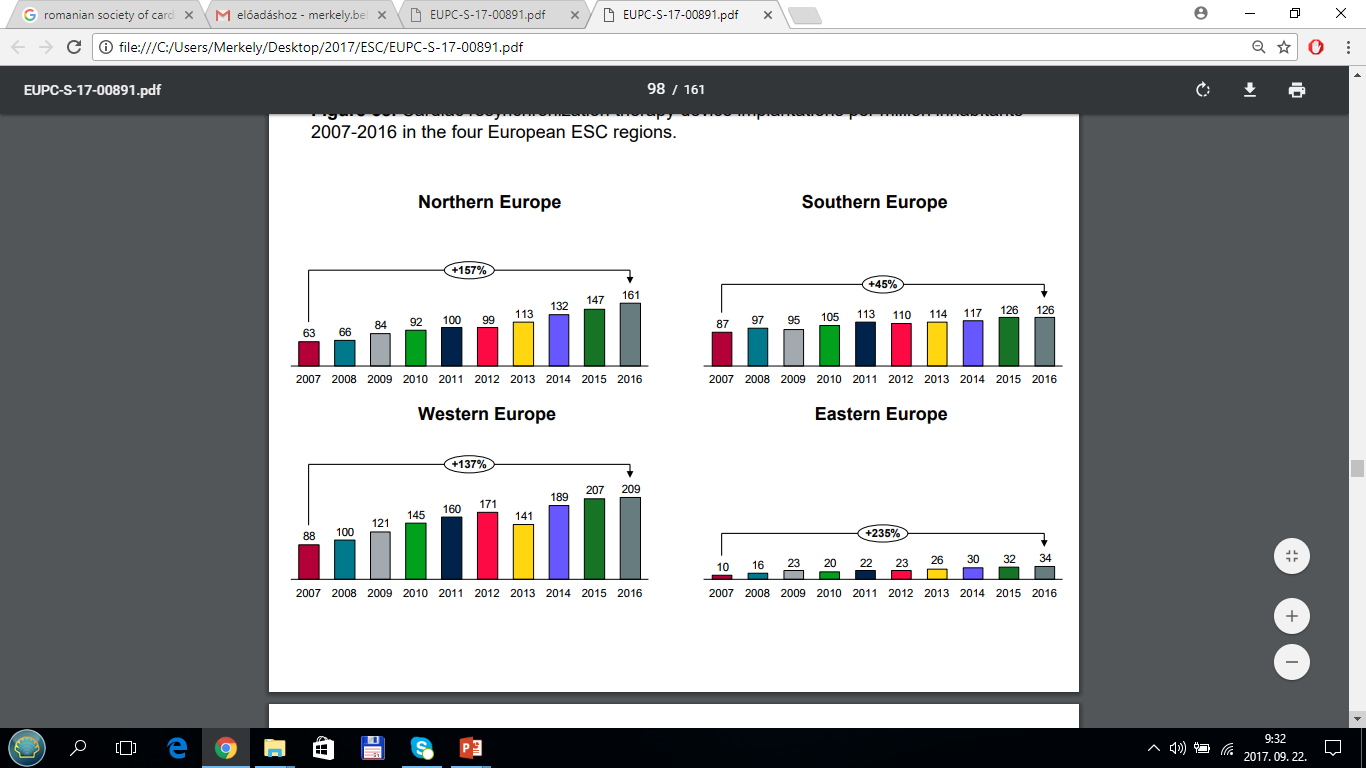 romanian society of card
előadáshoz - merkely.be
EUPC-S-17-00891.pdf
EUPC-S-17-00891.pdf
file:///C:/Users/Merkely/Desktop/2017/ESC/EUPC-S-17-00891.pdf
EUPC-S-17-00891.pdf
98 / 161
2007-2016 in the four European ESC regions.
Northern Europe
+157%
63 66 84 92 100 99 113 132 147 161
2007 2008 2009 2010 2011 2012 2013 2014 2015 2016
Southern Europe
+45%
87 97 95 105 113 110 114 117 126 126
2007 2008 2009 2010 2011 2012 2013 2014 2015 2016
Western Europe
+137%
88 100 121 145 160 171 141 189 207 209
2007 2008 2009 2010 2011 2012 2013 2014 2015 2016
Eastern Europe
+235%
10 16 23 20 22 23 26 30 32 34
2007 2008 2009 2010 2011 2012 2013 2014 2015 2016
9:32
2017. 09. 22.